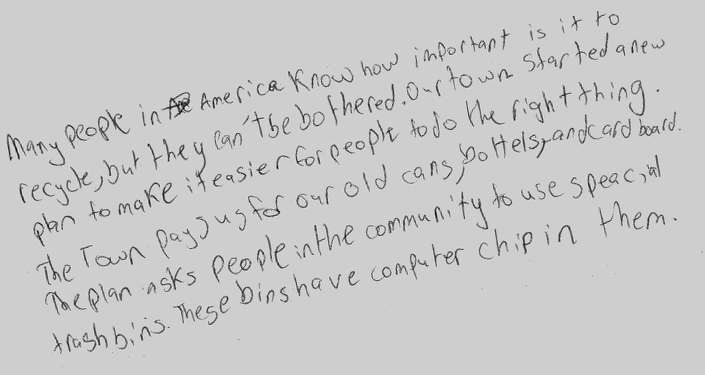 Many people in America know how important is it to
recycle, but they can't be bothered. Our town started a new
plan to make it easier for people to do the right thing.
The Town pays us for our old cans, bottels, and card board.
The plan asks people in the community to use speacial
trash bins. These bins have computer chip in them.